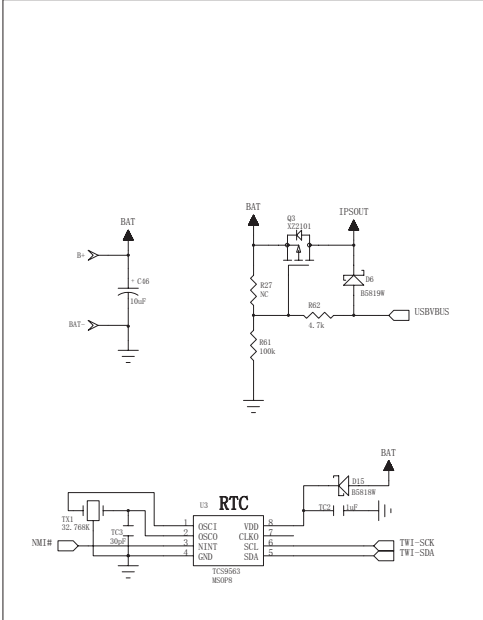 BAT
B+
+ C46
10uF
BAT-
BAT
Q3
XZ2101
IPSOUT
R27
NC
D6
B5819W
R62
4.7k
USBVBUS
R61
100k
BAT
D15
B5818W
U3
RTC
TC2
1uF
TX1
32.768K
TC3
30pF
NMI#
1 OSCI VDD 8
2 OSCO CLKO 7
3 NINT SCL 6
4 GND SDA 5
TWI-SCK
TWI-SDA
TCS9563
MSOP8